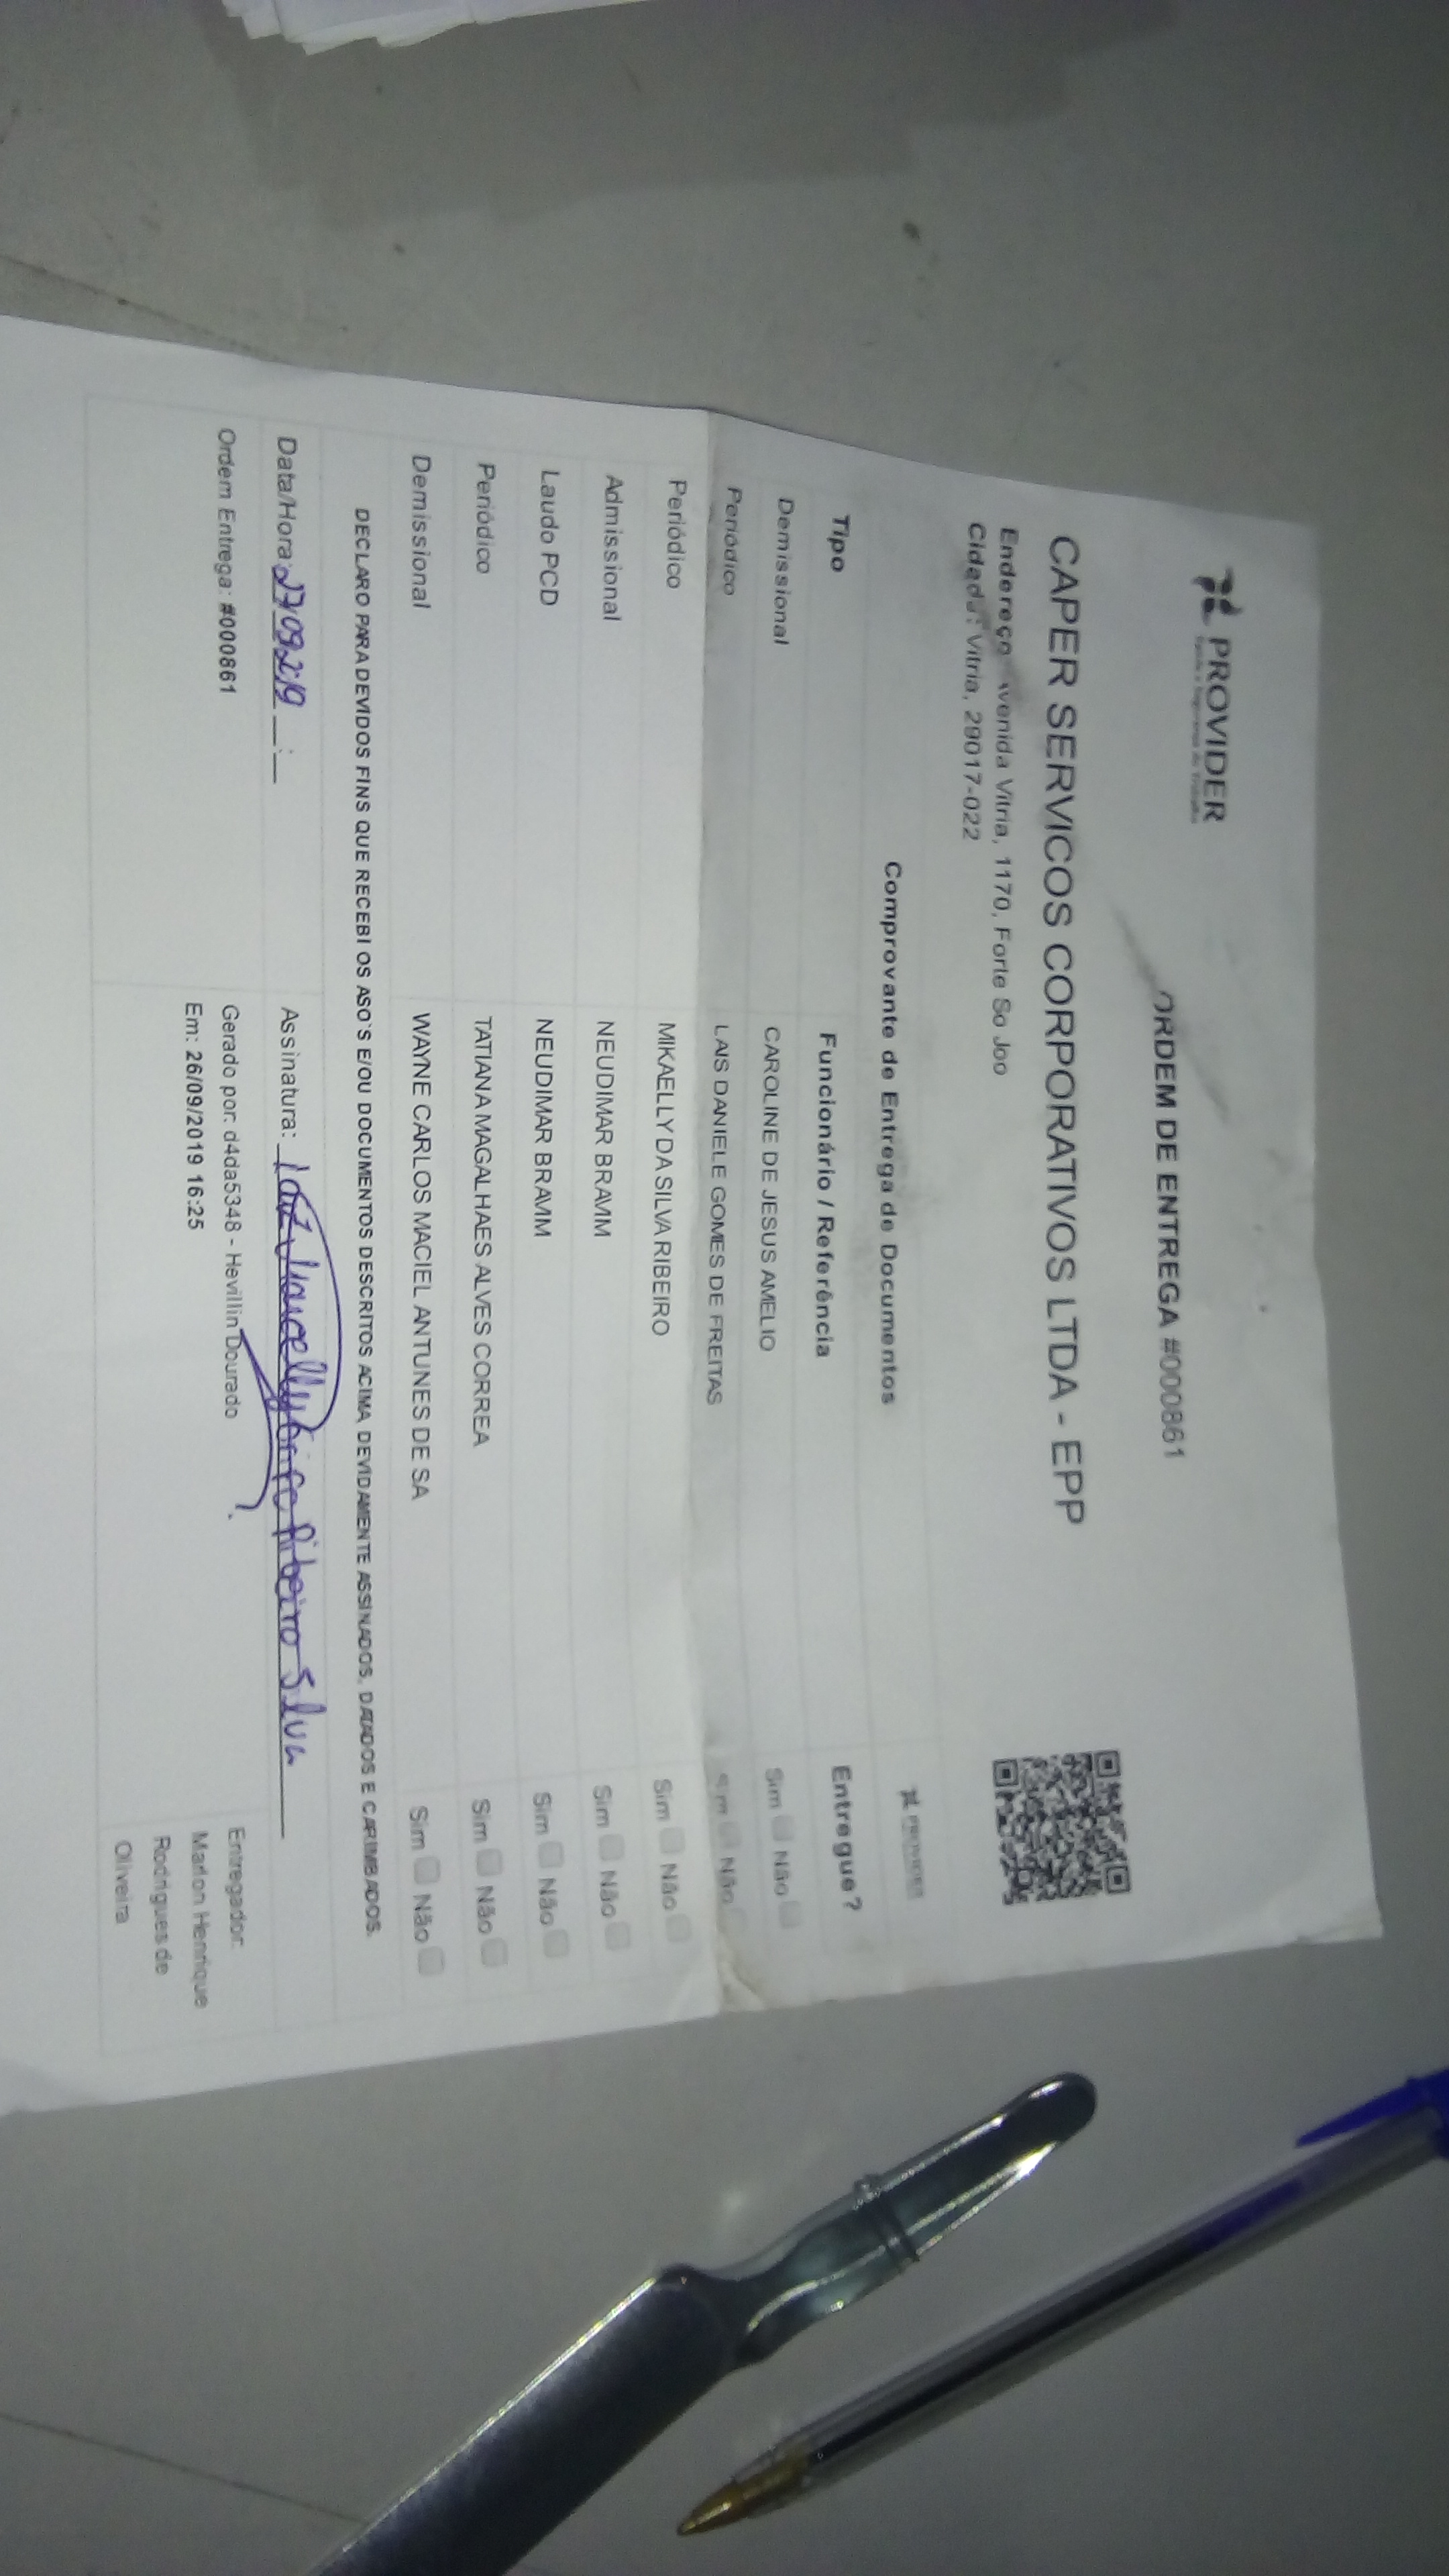 PROVIDER
ORDEM DE ENTREGA #000861
CAPER SERVICOS CORPORATIVOS LTDA - EPP
Endereço: Avenida Vitria, 1170, Forte So Joo
Cidade: Vitria, 29017-022
Comprovante de Entrega de Documentos PROVIDER
Tipo Funcionário / Referência Entregue?
Demissional CAROLINE DE JESUS AMELIO Sim Não
Periódico LAIS DANIELE GOMES DE FREITAS Sim Não
Periódico MIKAELLY DA SILVA RIBEIRO Sim Não
Admissional NEUDIMAR BRAMM Sim Não
Laudo PCD NEUDIMAR BRAMM Sim Não
Periódico TATIANA MAGALHAES ALVES CORREA Sim Não
Demissional WAYNE CARLOS MACIEL ANTUNES DE SA Sim Não
DECLARO PARA DEVIDOS FINS QUE RECEBI OS ASO'S E/OU DOCUMENTOS DESCRITOS ACIMA DEVIDAMENTE ASSINADOS, DATADOS E CARIMBADOS.
Data/Hora: 27/09/2019 __:__ Assinatura: Ribeiro Silva
Ordem Entrega: #000861
Gerado por: d4da5348 - Hevillin Dourado
Em: 26/09/2019 16:25
Entregador:
Marlon Henrique
Rodrigues de
Oliveira